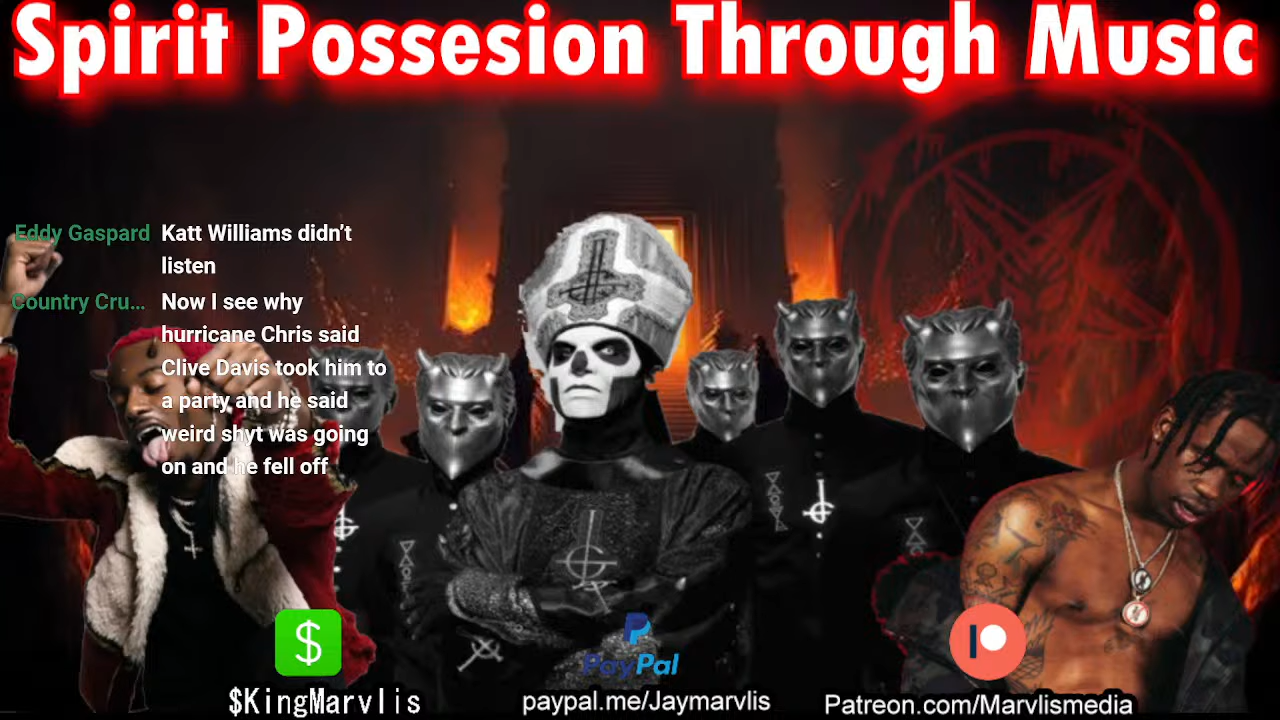 Spirit Possesion Through Music
Eddy Gaspard Katt Williams didn't
listen
Country Cru... Now I see why
hurricane Chris said
Clive Davis took him to
a party and he said
weird shyt was going
on and he fell off
$
PayPal
$KingMarvlis
paypal.me/Jaymarvlis
Patreon.com/Marvlismedia